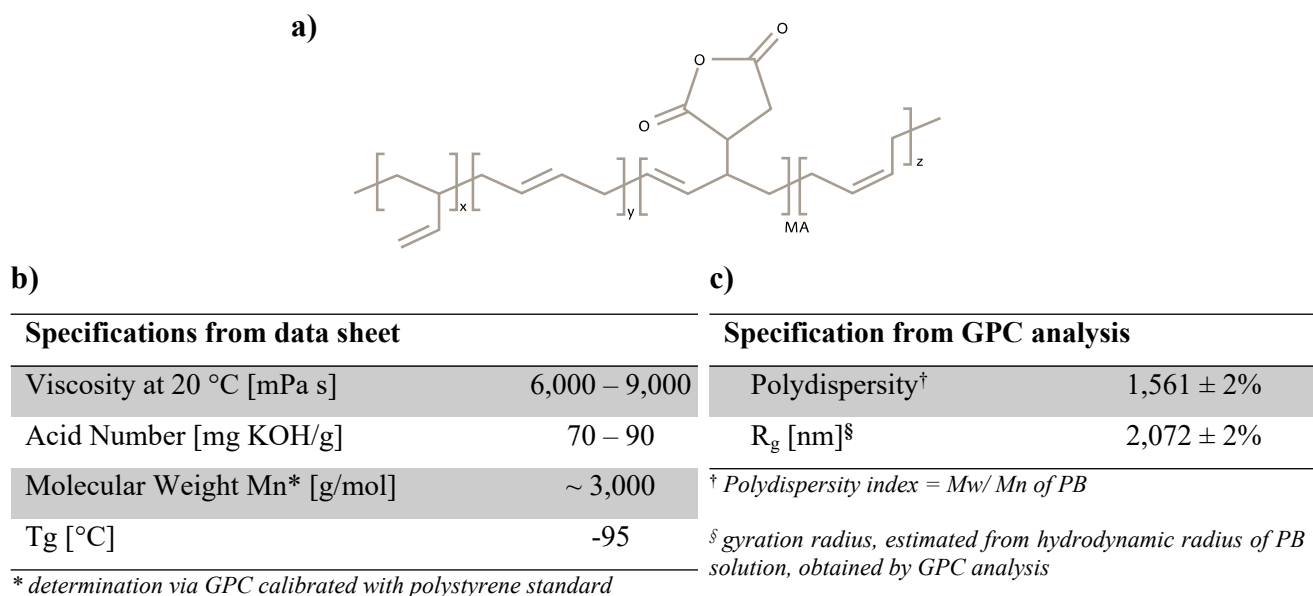 a)
O
O
O
x
y
MA
z
b)
Specifications from data sheet
Viscosity at 20 °C [mPa s] 6,000 – 9,000
Acid Number [mg KOH/g] 70 – 90
Molecular Weight Mn* [g/mol] ~ 3,000
Tg [°C] -95
* determination via GPC calibrated with polystyrene standard
c)
Specification from GPC analysis
Polydispersity† 1,561 ± 2%
Rg [nm]§ 2,072 ± 2%
† Polydispersity index = Mw/ Mn of PB
§ gyration radius, estimated from hydrodynamic radius of PB
solution, obtained by GPC analysis